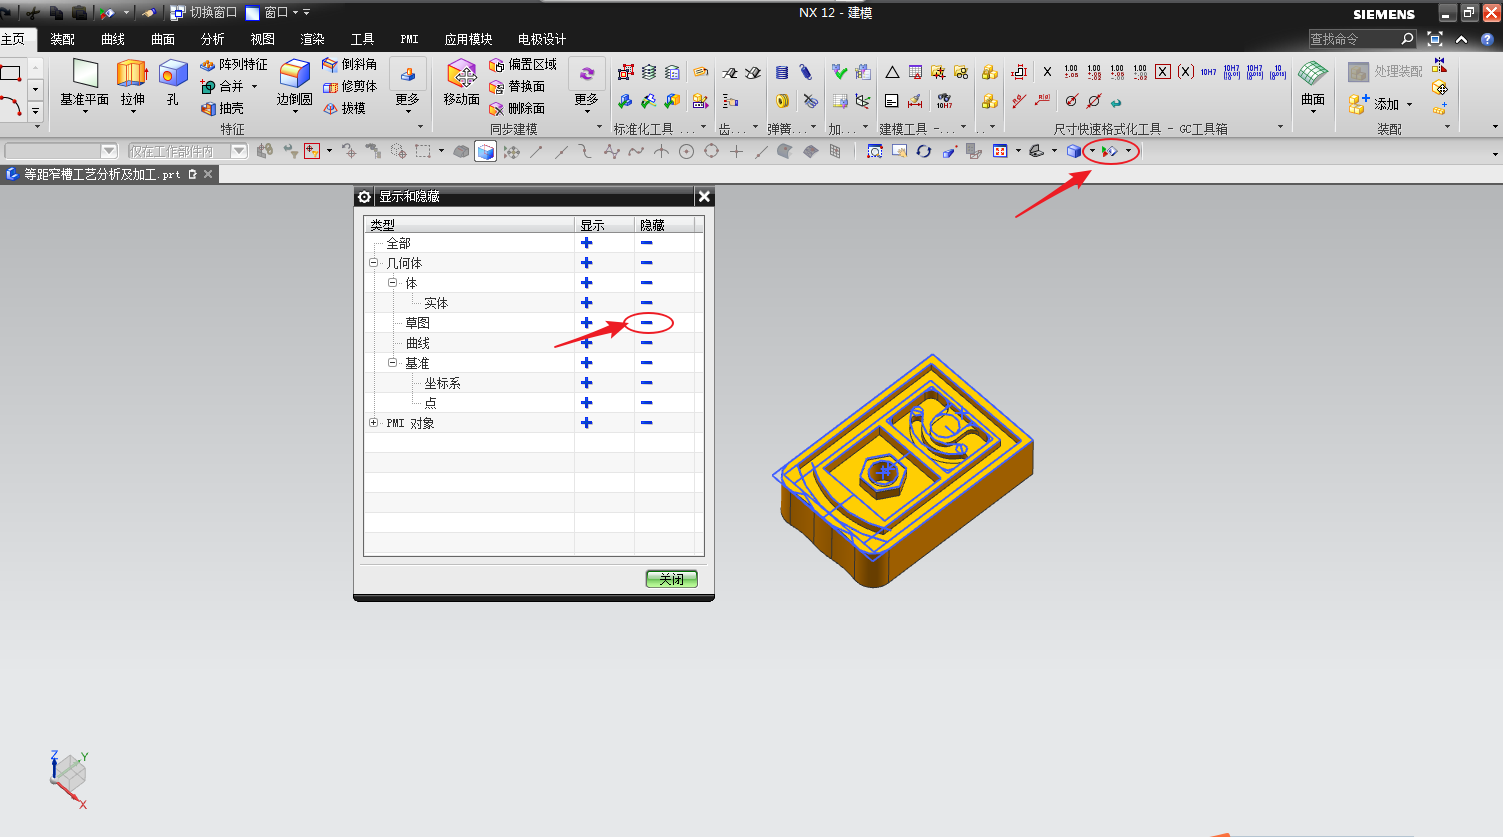 切换窗口 窗口 NX 12 - 建模 SIEMENS
主页 装配 曲线 曲面 分析 视图 渲染 工具 PMI 应用模块 电极设计 查找命令
基准平面 拉伸 孔 阵列特征 合并 抽壳 边倒圆 倒斜角 修剪体 拔模 更多
移动面 偏置区域 替换面 删除面 更多
曲面 处理装配 添加
特征 同步建模 标准化工具 ... 齿... 弹簧... 加... 建模工具 -... 尺寸快速格式化工具 - GC工具箱 装配
仅在工作部件内
等距窄槽工艺分析及加工.prt
显示和隐藏
类型 显示 隐藏
全部
几何体
体
实体
草图
曲线
基准
坐标系
点
PMI 对象
关闭
Z
Y
X